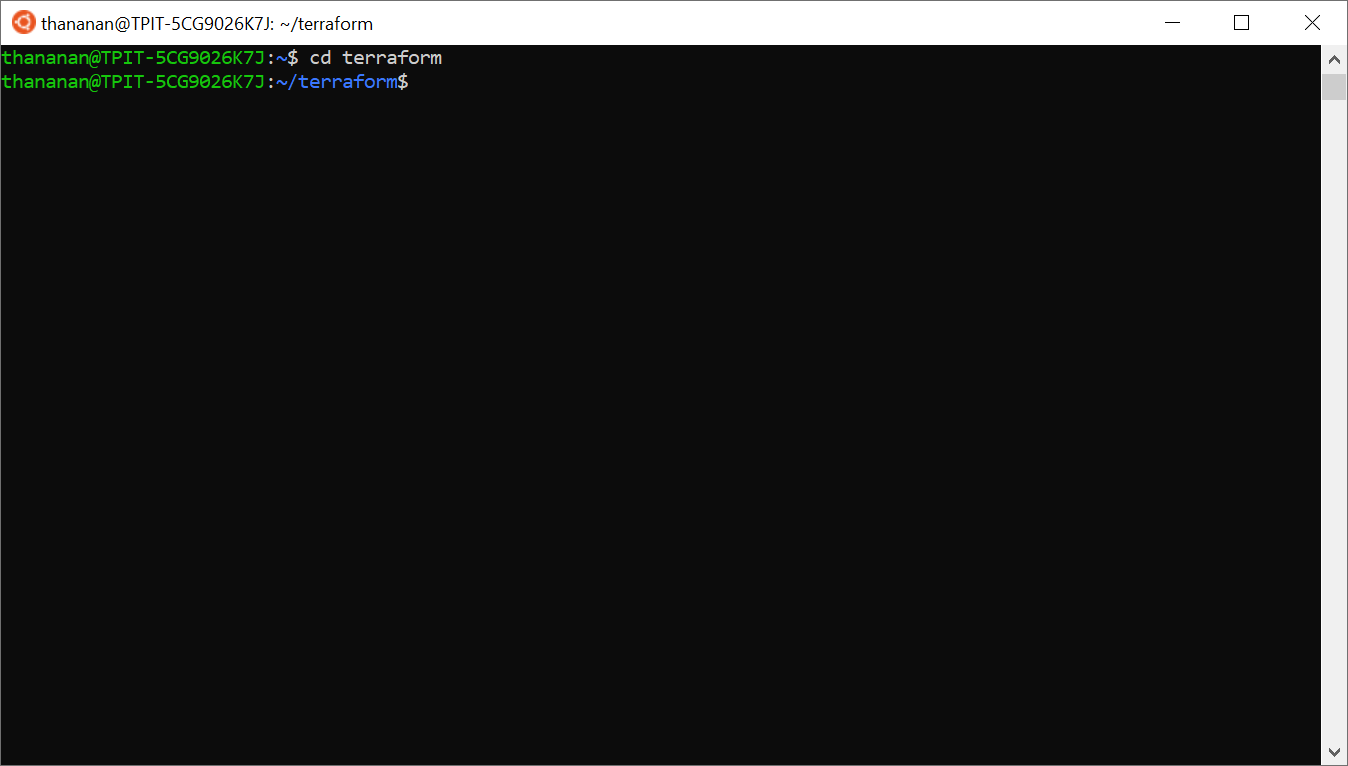 thananan@TPIT-5CG9026K7J: ~/terraform
thananan@TPIT-5CG9026K7J:~$ cd terraform
thananan@TPIT-5CG9026K7J:~/terraform$